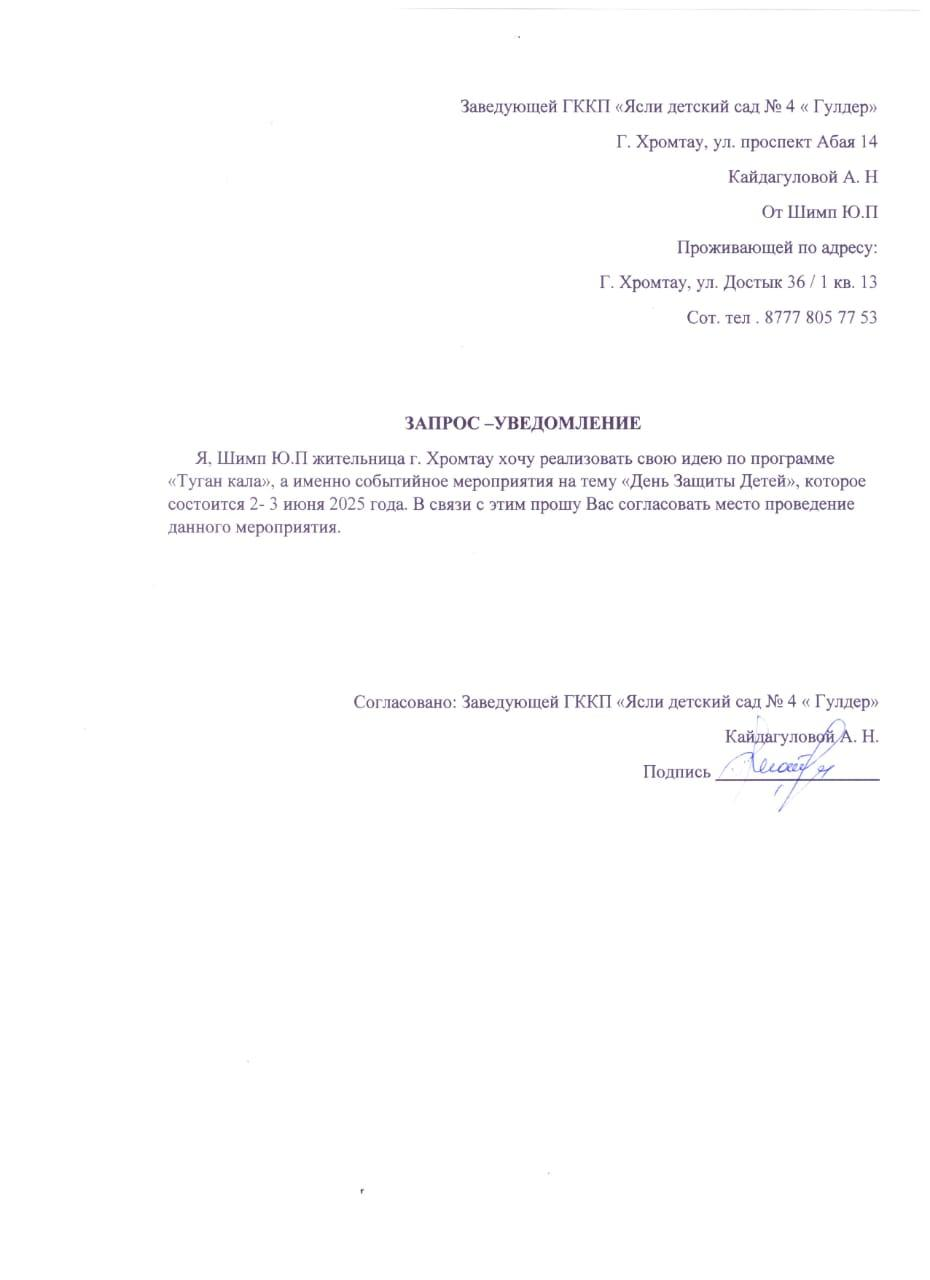 Заведующей ГККП «Ясли детский сад № 4 « Гулдер»
Г. Хромтау, ул. проспект Абая 14
Кайдагуловой А. Н
От Шимп Ю.П
Проживающей по адресу:
Г. Хромтау, ул. Достык 36 / 1 кв. 13
Сот. тел . 8777 805 77 53
ЗАПРОС –УВЕДОМЛЕНИЕ
Я, Шимп Ю.П жительница г. Хромтау хочу реализовать свою идею по программе
«Туган кала», а именно событийное мероприятия на тему «День Защиты Детей», которое
состоится 2- 3 июня 2025 года. В связи с этим прошу Вас согласовать место проведение
данного мероприятия.
Согласовано: Заведующей ГККП «Ясли детский сад № 4 « Гулдер»
Кайдагуловой А. Н.
Подпись